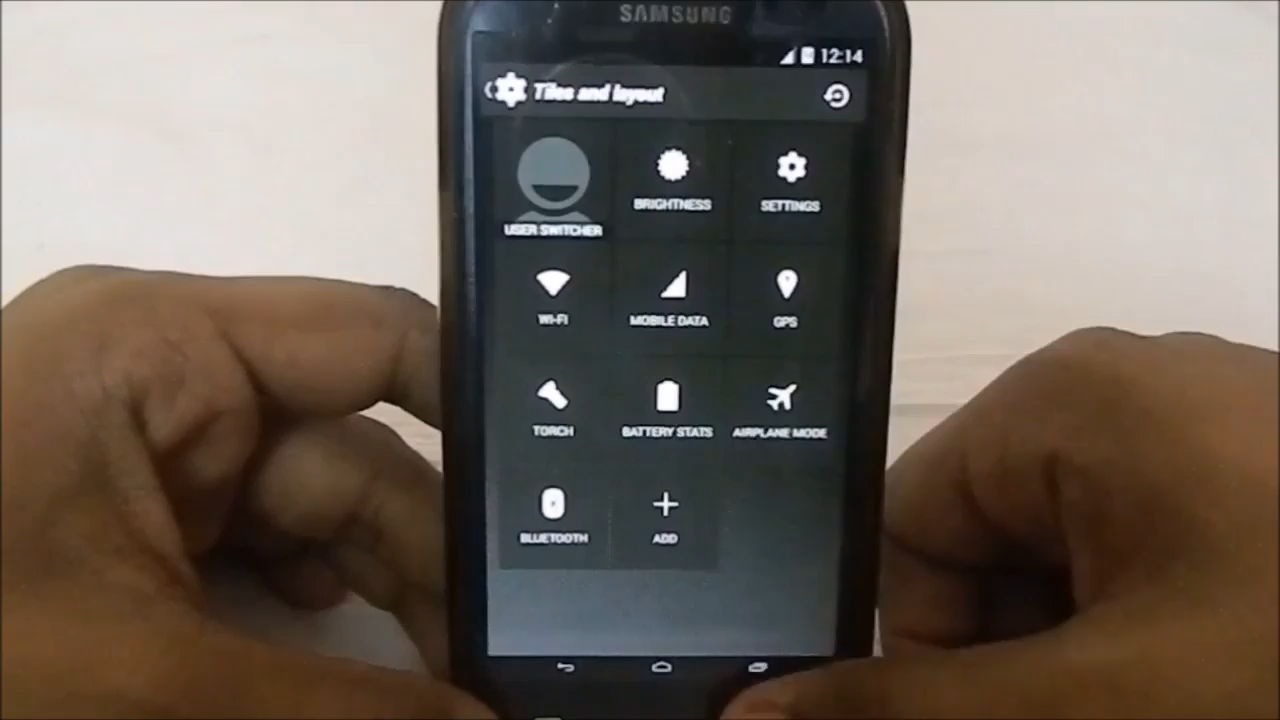 SAMSUNG
12:14
Tiles and layout
USER SWITCHER
BRIGHTNESS
SETTINGS
WI-FI
MOBILE DATA
GPS
TORCH
BATTERY STATS
AIRPLANE MODE
BLUETOOTH
ADD